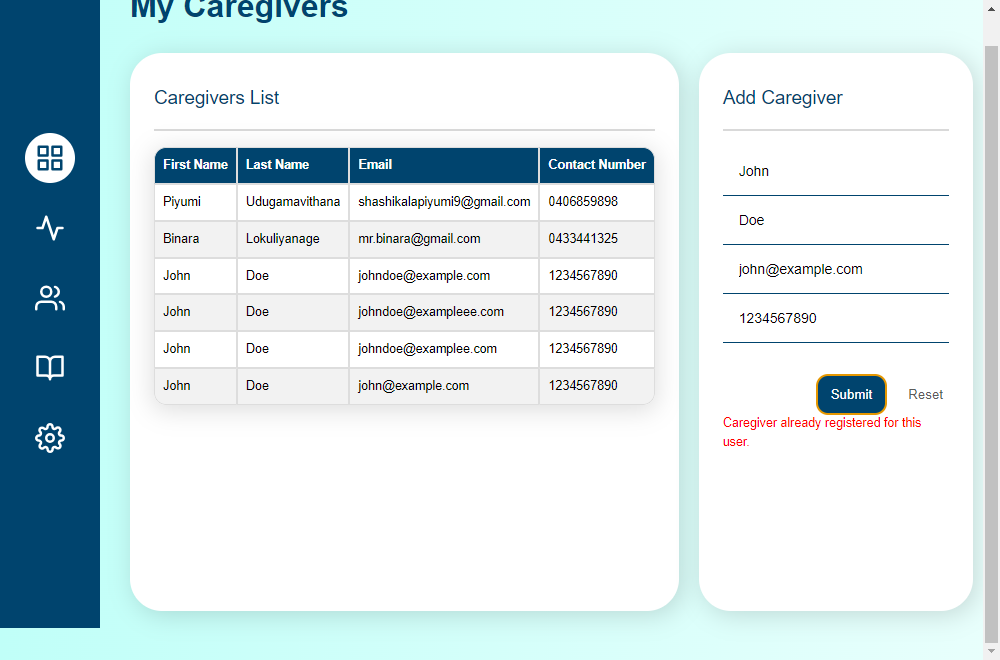 My Caregivers
Caregivers List
First Name Last Name Email Contact Number
Piyumi Udugamavithana shashikalapiyumi9@gmail.com 0406859898
Binara Lokuliyanage mr.binara@gmail.com 0433441325
John Doe johndoe@example.com 1234567890
John Doe johndoe@exampleee.com 1234567890
John Doe johndoe@examplee.com 1234567890
John Doe john@example.com 1234567890
Add Caregiver
John
Doe
john@example.com
1234567890
Submit Reset
Caregiver already registered for this
user.